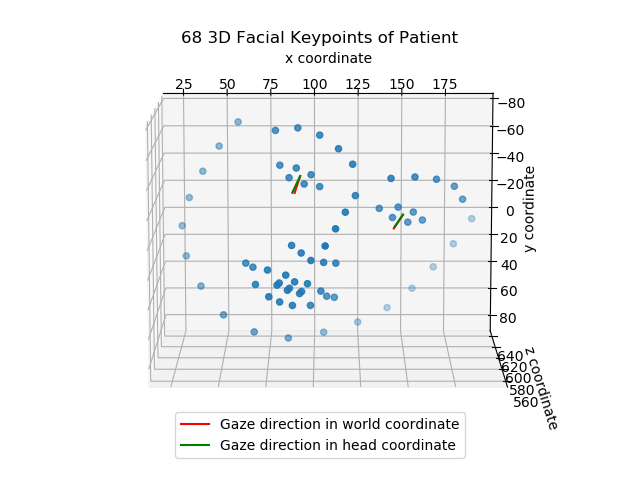 68 3D Facial Keypoints of Patient
x coordinate
25 50 75 100 125 150 175
−80
−60
−40
−20
0
20
40
60
80
y coordinate
640
620
600
580
560
z coordinate
Gaze direction in world coordinate
Gaze direction in head coordinate